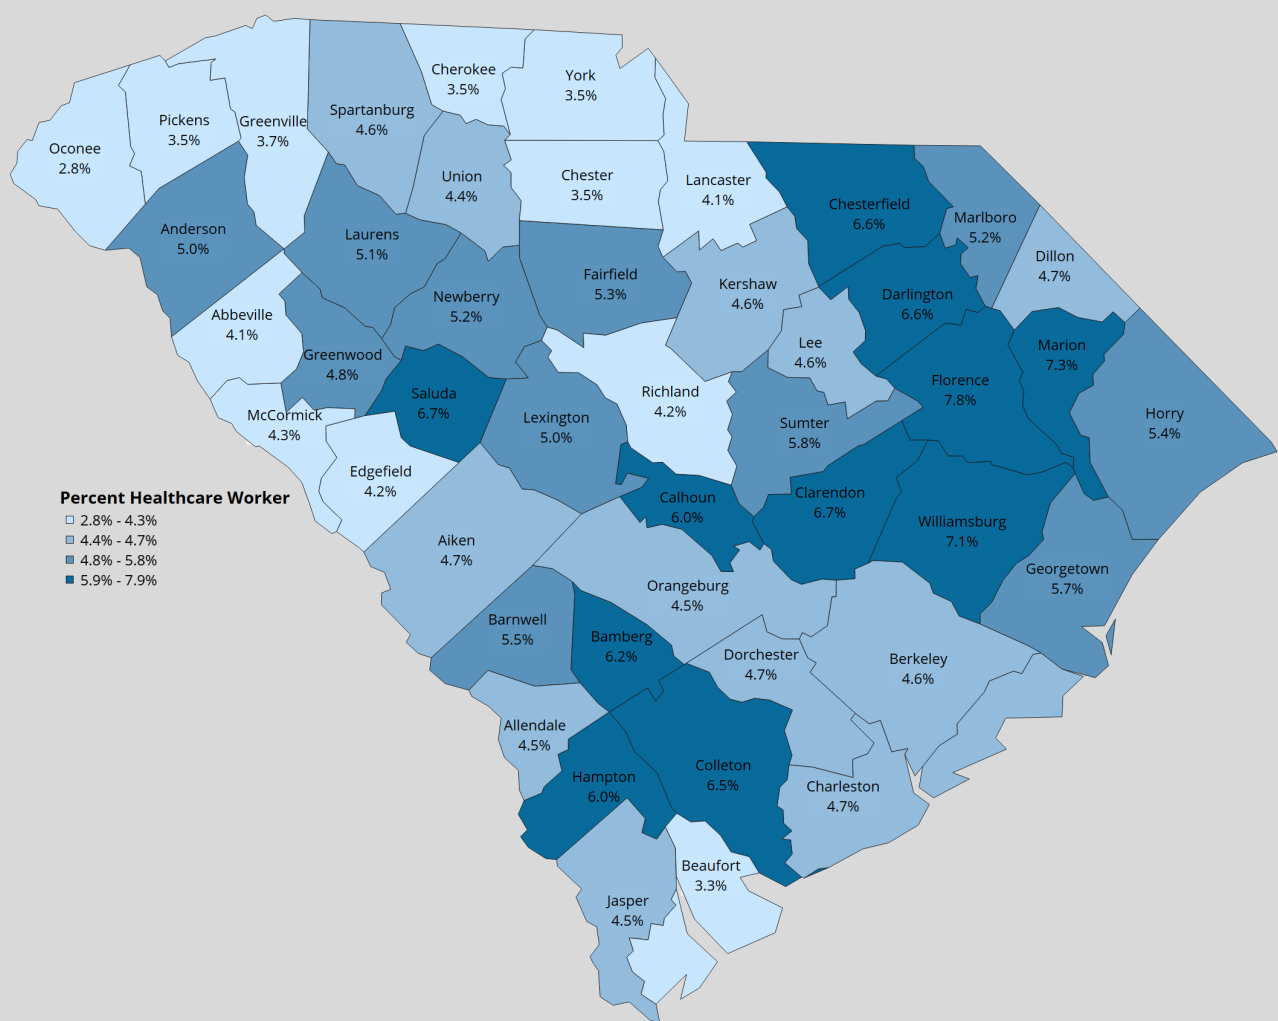 Cherokee
3.5%
York
3.5%
Spartanburg
4.6%
Pickens
3.5%
Greenville
3.7%
Oconee
2.8%
Union
4.4%
Chester
3.5%
Lancaster
4.1%
Chesterfield
6.6%
Marlboro
5.2%
Anderson
5.0%
Laurens
5.1%
Dillon
4.7%
Fairfield
5.3%
Kershaw
4.6%
Newberry
5.2%
Darlington
6.6%
Abbeville
4.1%
Greenwood
4.8%
Lee
4.6%
Marion
7.3%
Saluda
6.7%
Richland
4.2%
Florence
7.8%
McCormick
4.3%
Lexington
5.0%
Sumter
5.8%
Horry
5.4%
Edgefield
4.2%
Calhoun
6.0%
Clarendon
6.7%
Williamsburg
7.1%
Percent Healthcare Worker
2.8% - 4.3%
4.4% - 4.7%
4.8% - 5.8%
5.9% - 7.9%
Aiken
4.7%
Georgetown
5.7%
Orangeburg
4.5%
Barnwell
5.5%
Bamberg
6.2%
Dorchester
4.7%
Berkeley
4.6%
Allendale
4.5%
Hampton
6.0%
Colleton
6.5%
Charleston
4.7%
Beaufort
3.3%
Jasper
4.5%